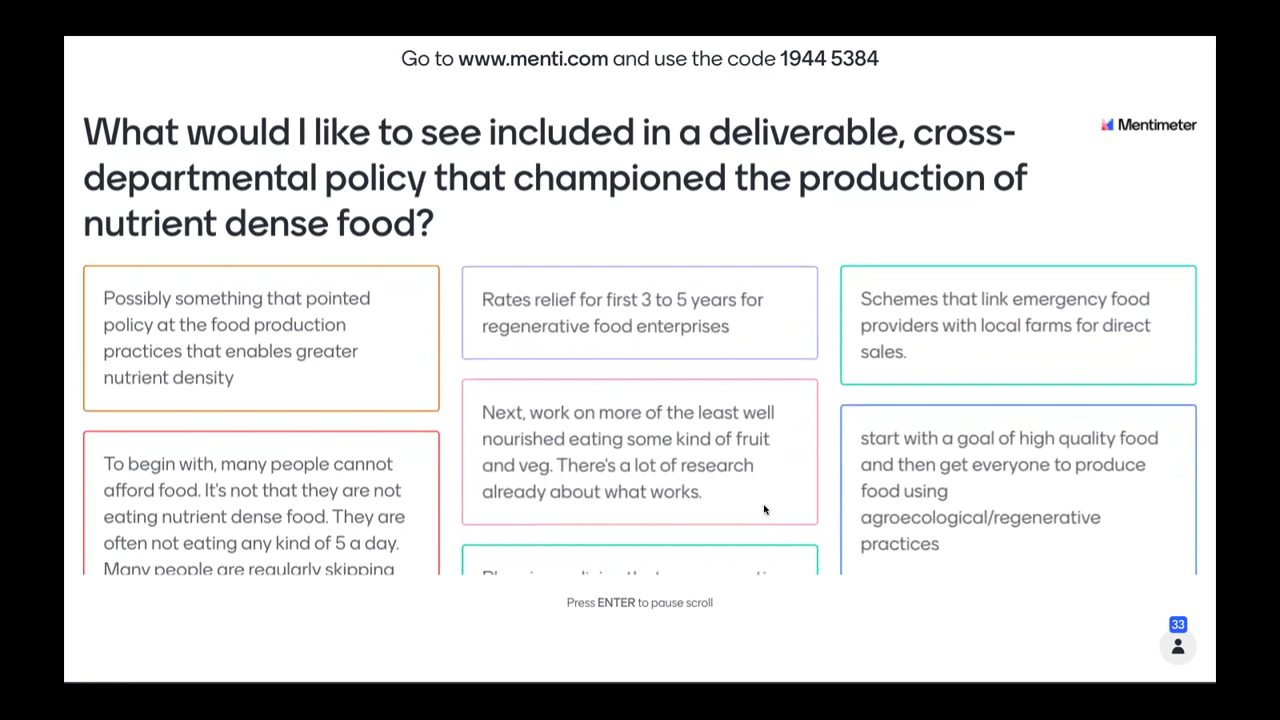 Go to www.menti.com and use the code 1944 5384
What would I like to see included in a deliverable, cross-
departmental policy that championed the production of
nutrient dense food?
Mentimeter
Possibly something that pointed
policy at the food production
practices that enables greater
nutrient density
To begin with, many people cannot
afford food. It's not that they are not
eating nutrient dense food. They are
often not eating any kind of 5 a day.
Many people are regularly skipping
Rates relief for first 3 to 5 years for
regenerative food enterprises
Next, work on more of the least well
nourished eating some kind of fruit
and veg. There's a lot of research
already about what works.
Schemes that link emergency food
providers with local farms for direct
sales.
start with a goal of high quality food
and then get everyone to produce
food using
agroecological/regenerative
practices
Press ENTER to pause scroll
33